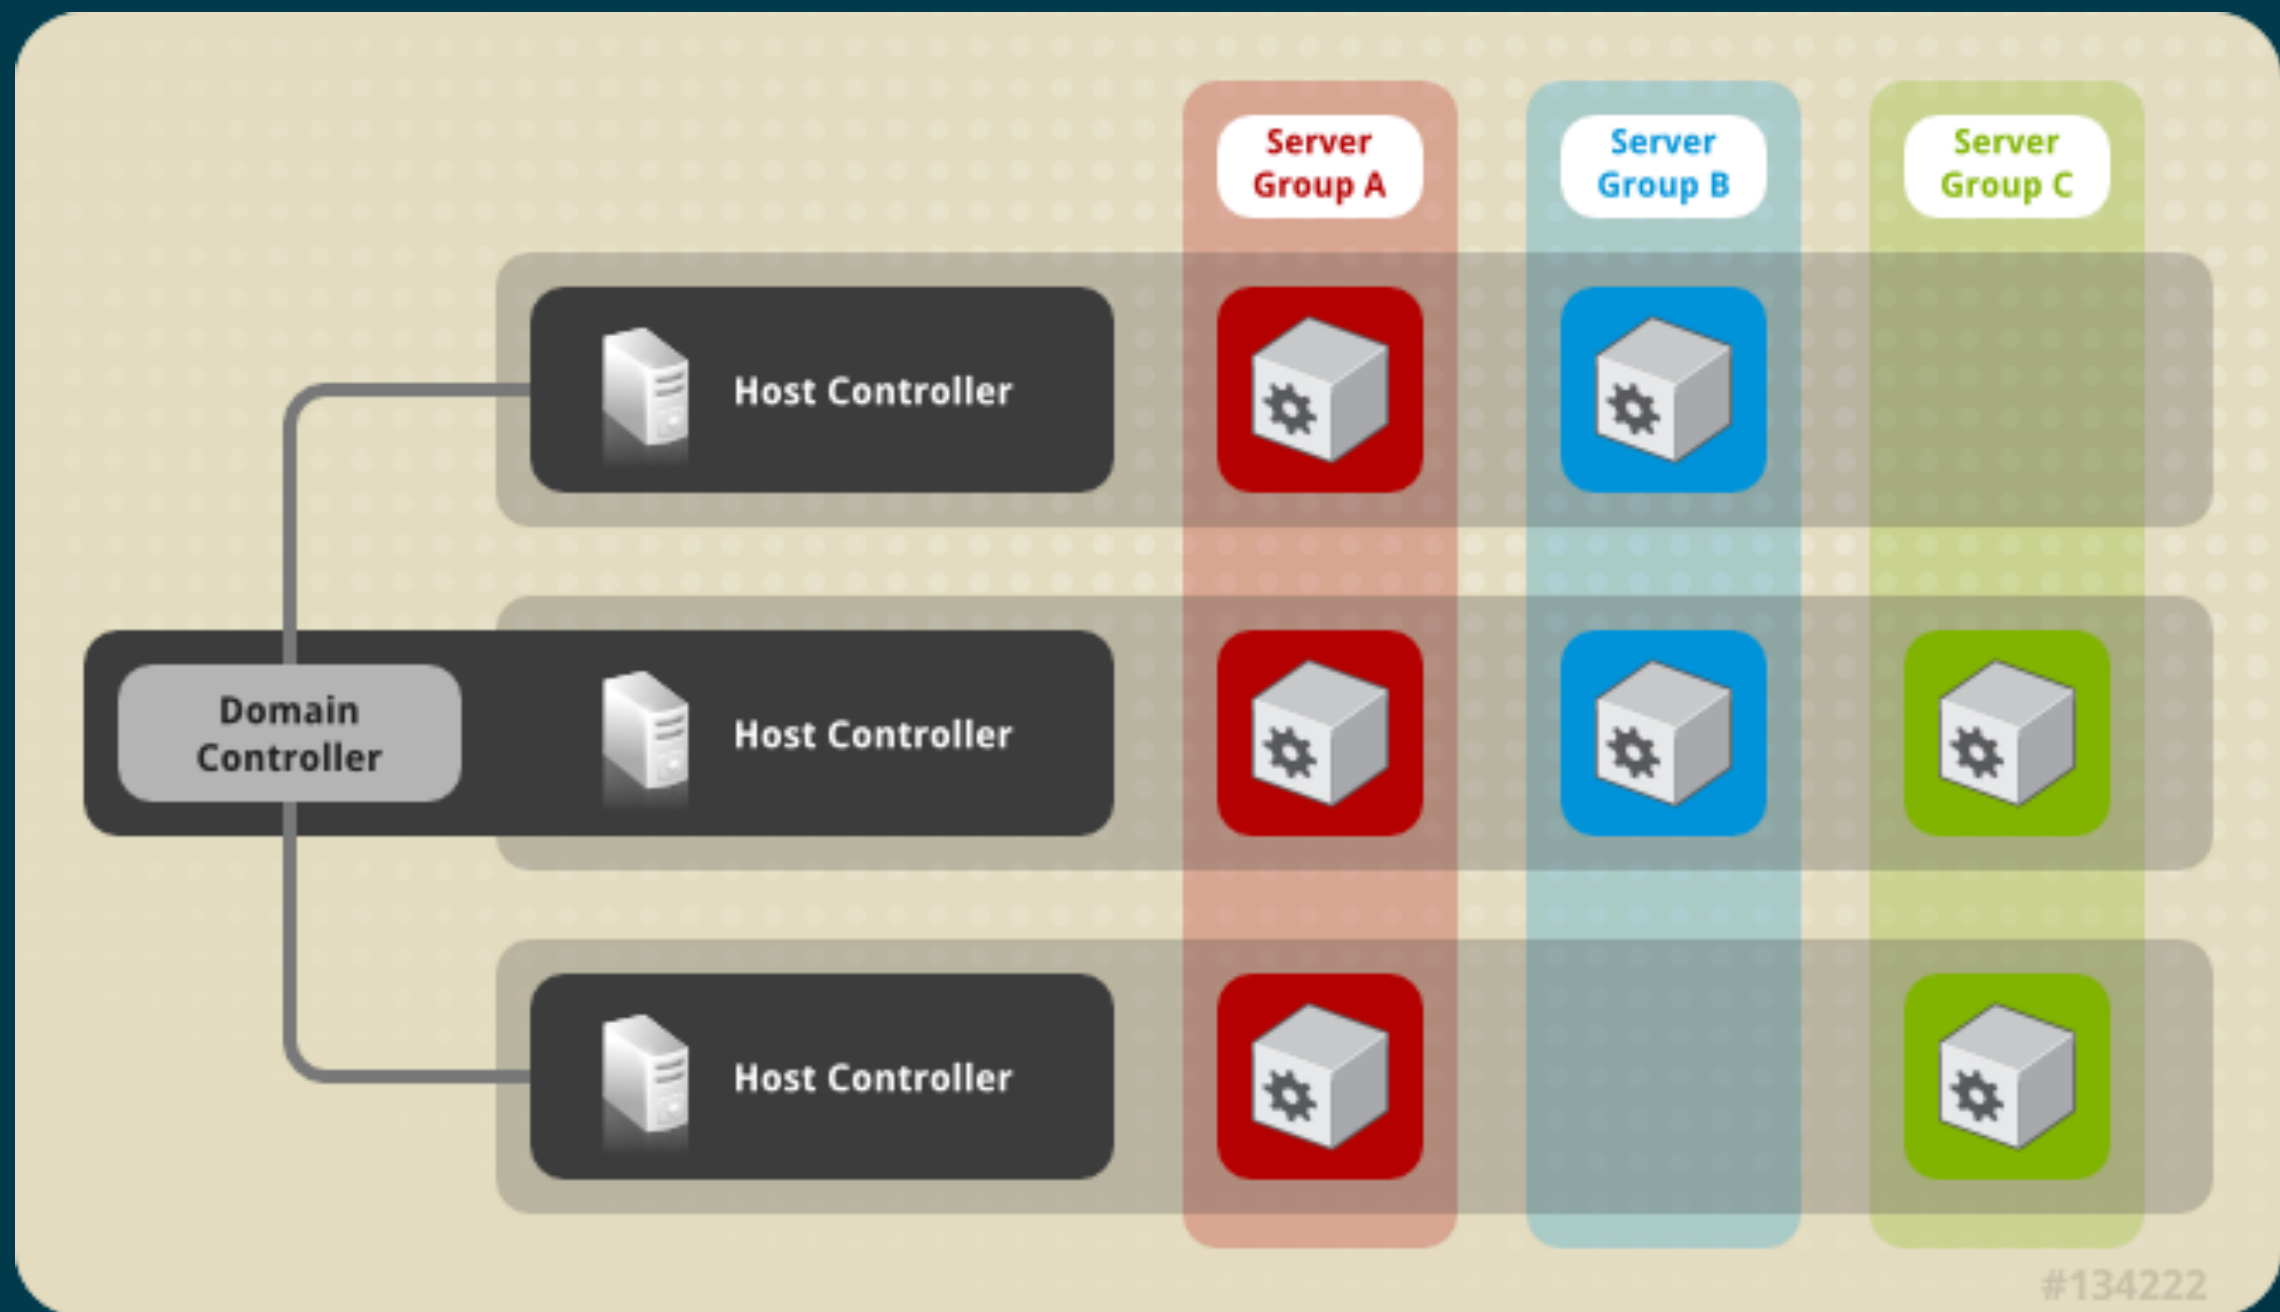 Server
Group A
Server
Group B
Server
Group C
Host Controller
Domain
Controller
Host Controller
Host Controller
#134222